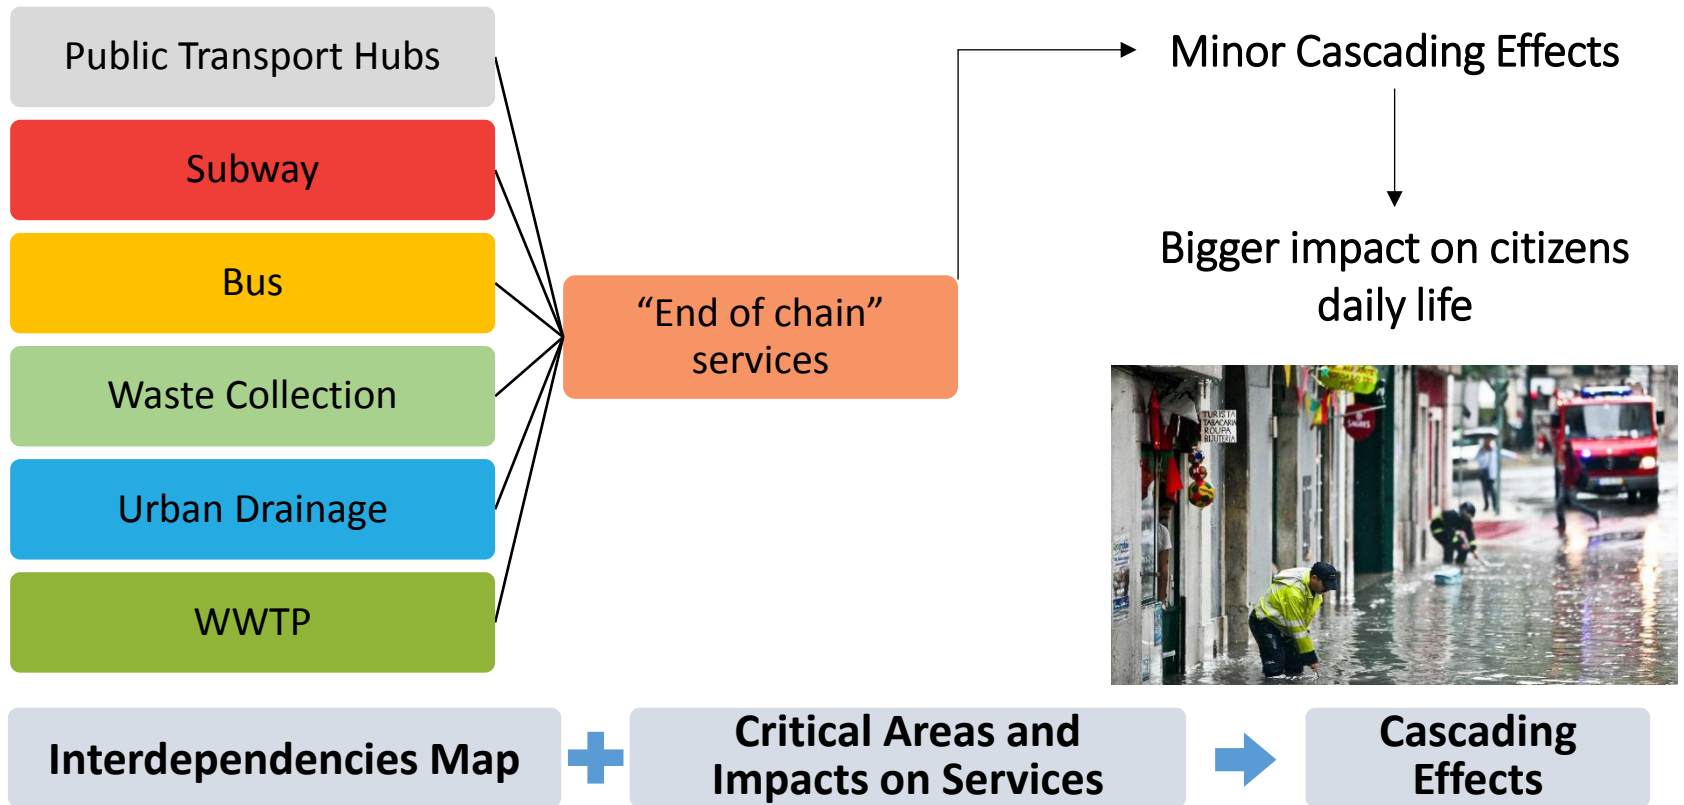 Public Transport Hubs
Subway
Bus
Waste Collection
Urban Drainage
WWTP
“End of chain”
services
Minor Cascading Effects
Bigger impact on citizens
daily life
TURISTA
TABACARIA
ROUPA
BIJUTERIA
SAGRES
Interdependencies Map
Critical Areas and
Impacts on Services
Cascading
Effects